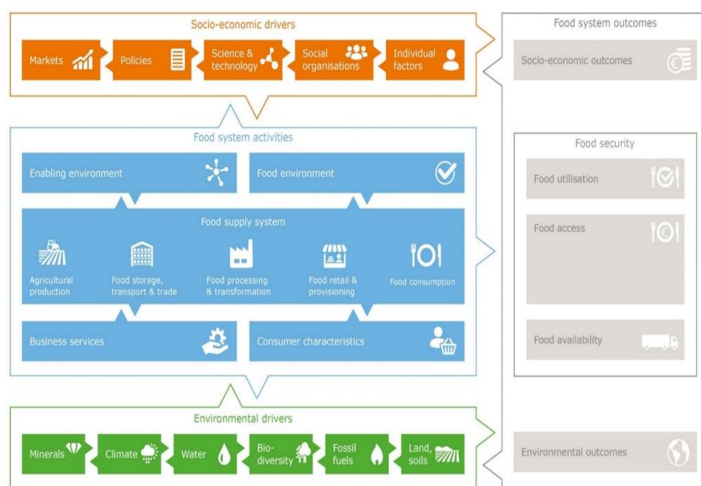 Socio-economic drivers
Markets
Policies
Science &
technology
Social
organisations
Individual
factors
Food system activities
Enabling environment
Food environment
Food supply system
Agricultural
production
Food storage,
transport & trade
Food processing
& transformation
Food retail &
provisioning
Food consumption
Business services
Consumer characteristics
Environmental drivers
Minerals
Climate
Water
Bio-
diversity
Fossil
fuels
Land,
soils
Food system outcomes
Socio-economic outcomes
Food security
Food utilisation
Food access
Food availability
Environmental outcomes